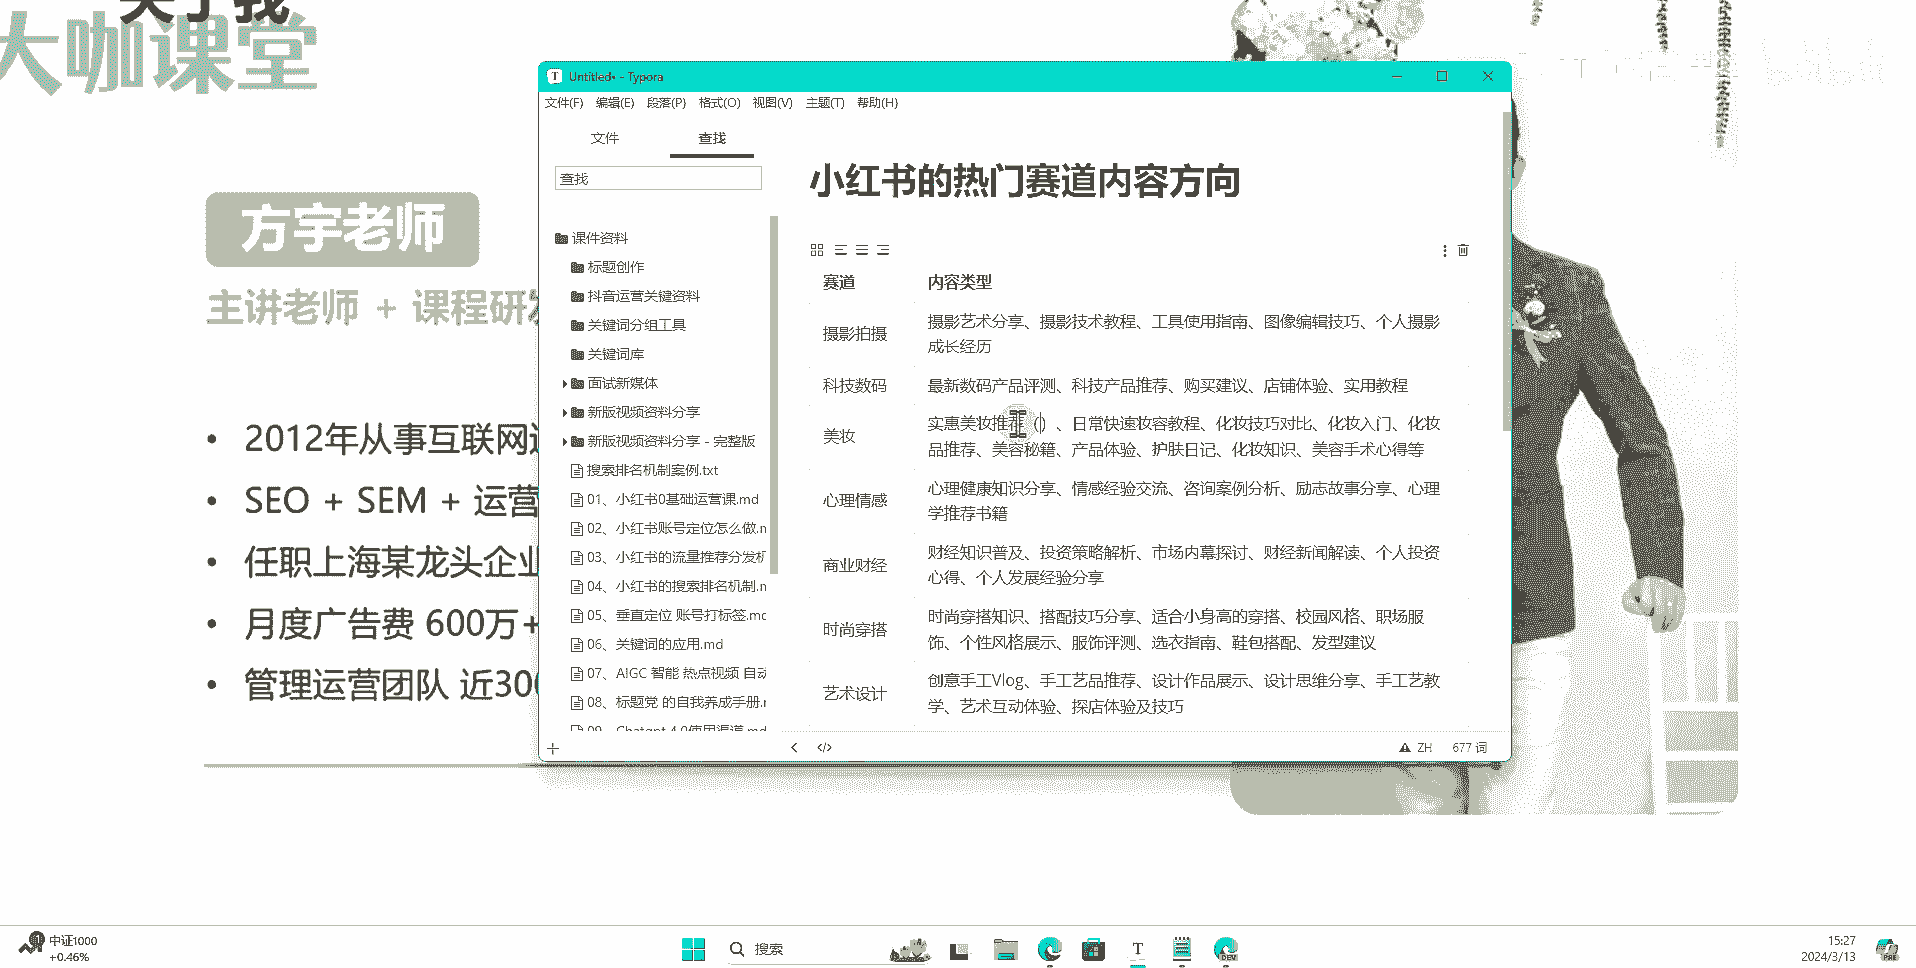 关于我
大咖课堂
方宇老师
主讲老师 + 课程研
2012年从事互联网
SEO + SEM + 运营
任职上海某龙头企业
月度广告费 600万+
管理运营团队 近300
Untitled• - Typora
文件(F) 编辑(E) 段落(P) 格式(O) 视图(V) 主题(T) 帮助(H)
文件 查找
查找
课件资料
标题创作
抖音运营关键资料
关键词分组工具
关键词库
面试新媒体
新版视频资料分享
新版视频资料分享 - 完整版
搜索排名机制案例.txt
01、小红书0基础运营课.md
02、小红书账号定位怎么做.m
03、小红书的流量推荐分发机
04、小红书的搜索排名机制.m
05、垂直定位 账号打标签.md
06、关键词的应用.md
07、AIGC 智能 热点视频 自动
08、标题党 的自我养成手册.m
09、Chatgpt 4.0使用渠道.md
小红书的热门赛道内容方向
赛道 内容类型
摄影拍摄 摄影艺术分享、摄影技术教程、工具使用指南、图像编辑技巧、个人摄影
成长经历
科技数码 最新数码产品评测、科技产品推荐、购买建议、店铺体验、实用教程
美妆 实惠美妆推荐 () 、日常快速妆容教程、化妆技巧对比、化妆入门、化妆
品推荐、美容秘籍、产品体验、护肤日记、化妆知识、美容手术心得等
心理情感 心理健康知识分享、情感经验交流、咨询案例分析、励志故事分享、心理
学推荐书籍
商业财经 财经知识普及、投资策略解析、市场内幕探讨、财经新闻解读、个人投资
心得、个人发展经验分享
时尚穿搭 时尚穿搭知识、搭配技巧分享、适合小身高的穿搭、校园风格、职场服
饰、个性风格展示、服饰评测、选衣指南、鞋包搭配、发型建议
艺术设计 创意手工Vlog、手工艺品推荐、设计作品展示、设计思维分享、手工艺教
学、艺术互动体验、探店体验及技巧
ZH 677 词
中证1000
+0.46%
搜索
15:27
2024/3/13